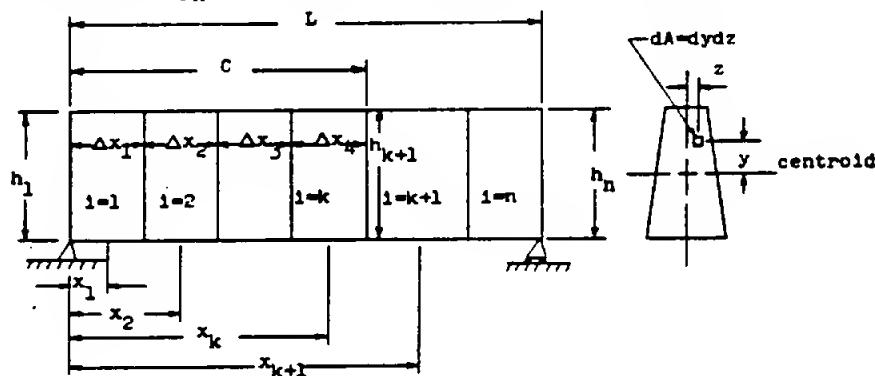 L
dA=dydz
C
z
Δx1 Δx2 Δx3 Δx4 hk+1
h1
hn
y
centroid
i=1 i=2 i=k i=k+1 i=n
x1
x2
xk
xk+1